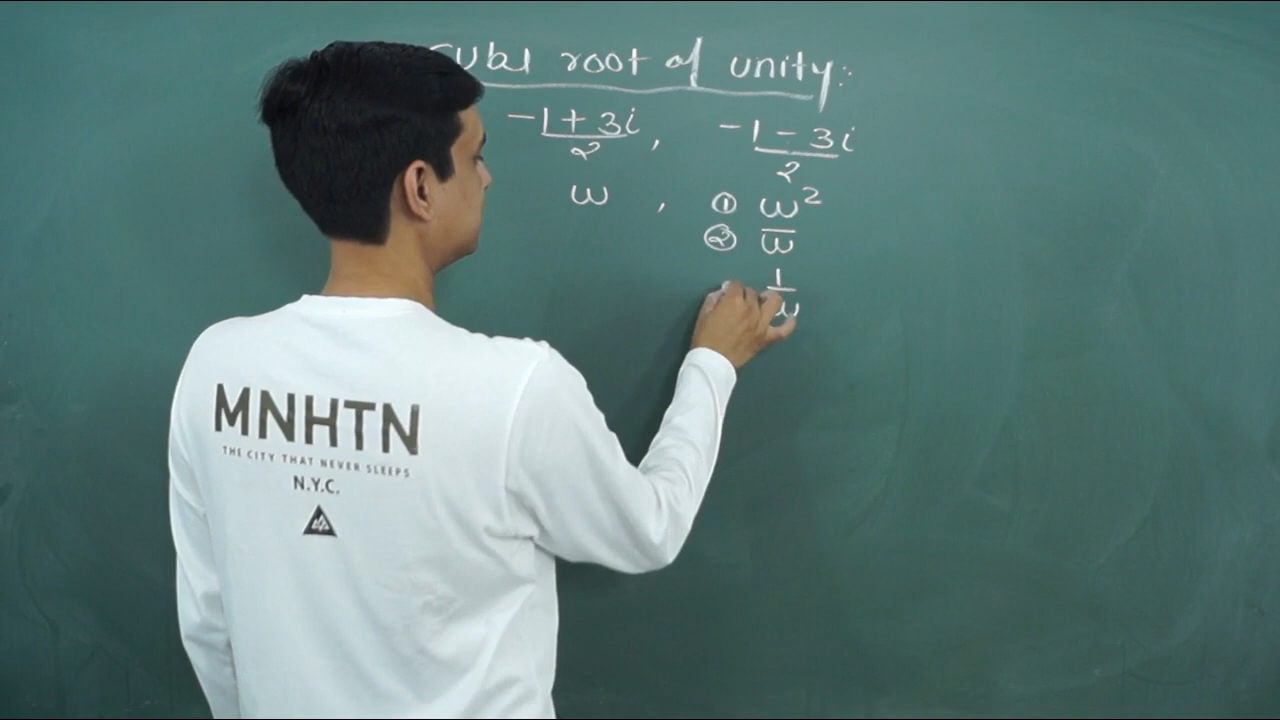 Cube root of unity:
-1 + 3i / 2 , -1 - 3i / 2
ω , ① ω²
② ω̅
1/ω
MNHTN
THE CITY THAT NEVER SLEEPS
N.Y.C.